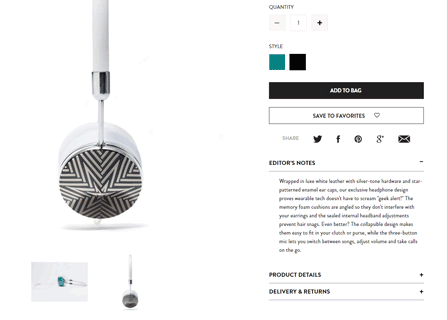 QUANTITY
− 1 +
STYLE
ADD TO BAG
SAVE TO FAVORITES
SHARE
EDITOR'S NOTES −
Wrapped in luxe white leather with silver-tone hardware and star-
patterned enamel ear cups, our exclusive headphone design
proves wearable tech doesn't have to scream "geek alert!" The
memory foam cushions are angled so they don't interfere with
your earrings and the sealed internal headband adjustments
prevent hair snags. Even better? The collapsible design makes
them easy to fit in your clutch or purse, while the three-button
mic lets you switch between songs, adjust volume and take calls
on the go.
PRODUCT DETAILS +
DELIVERY & RETURNS +